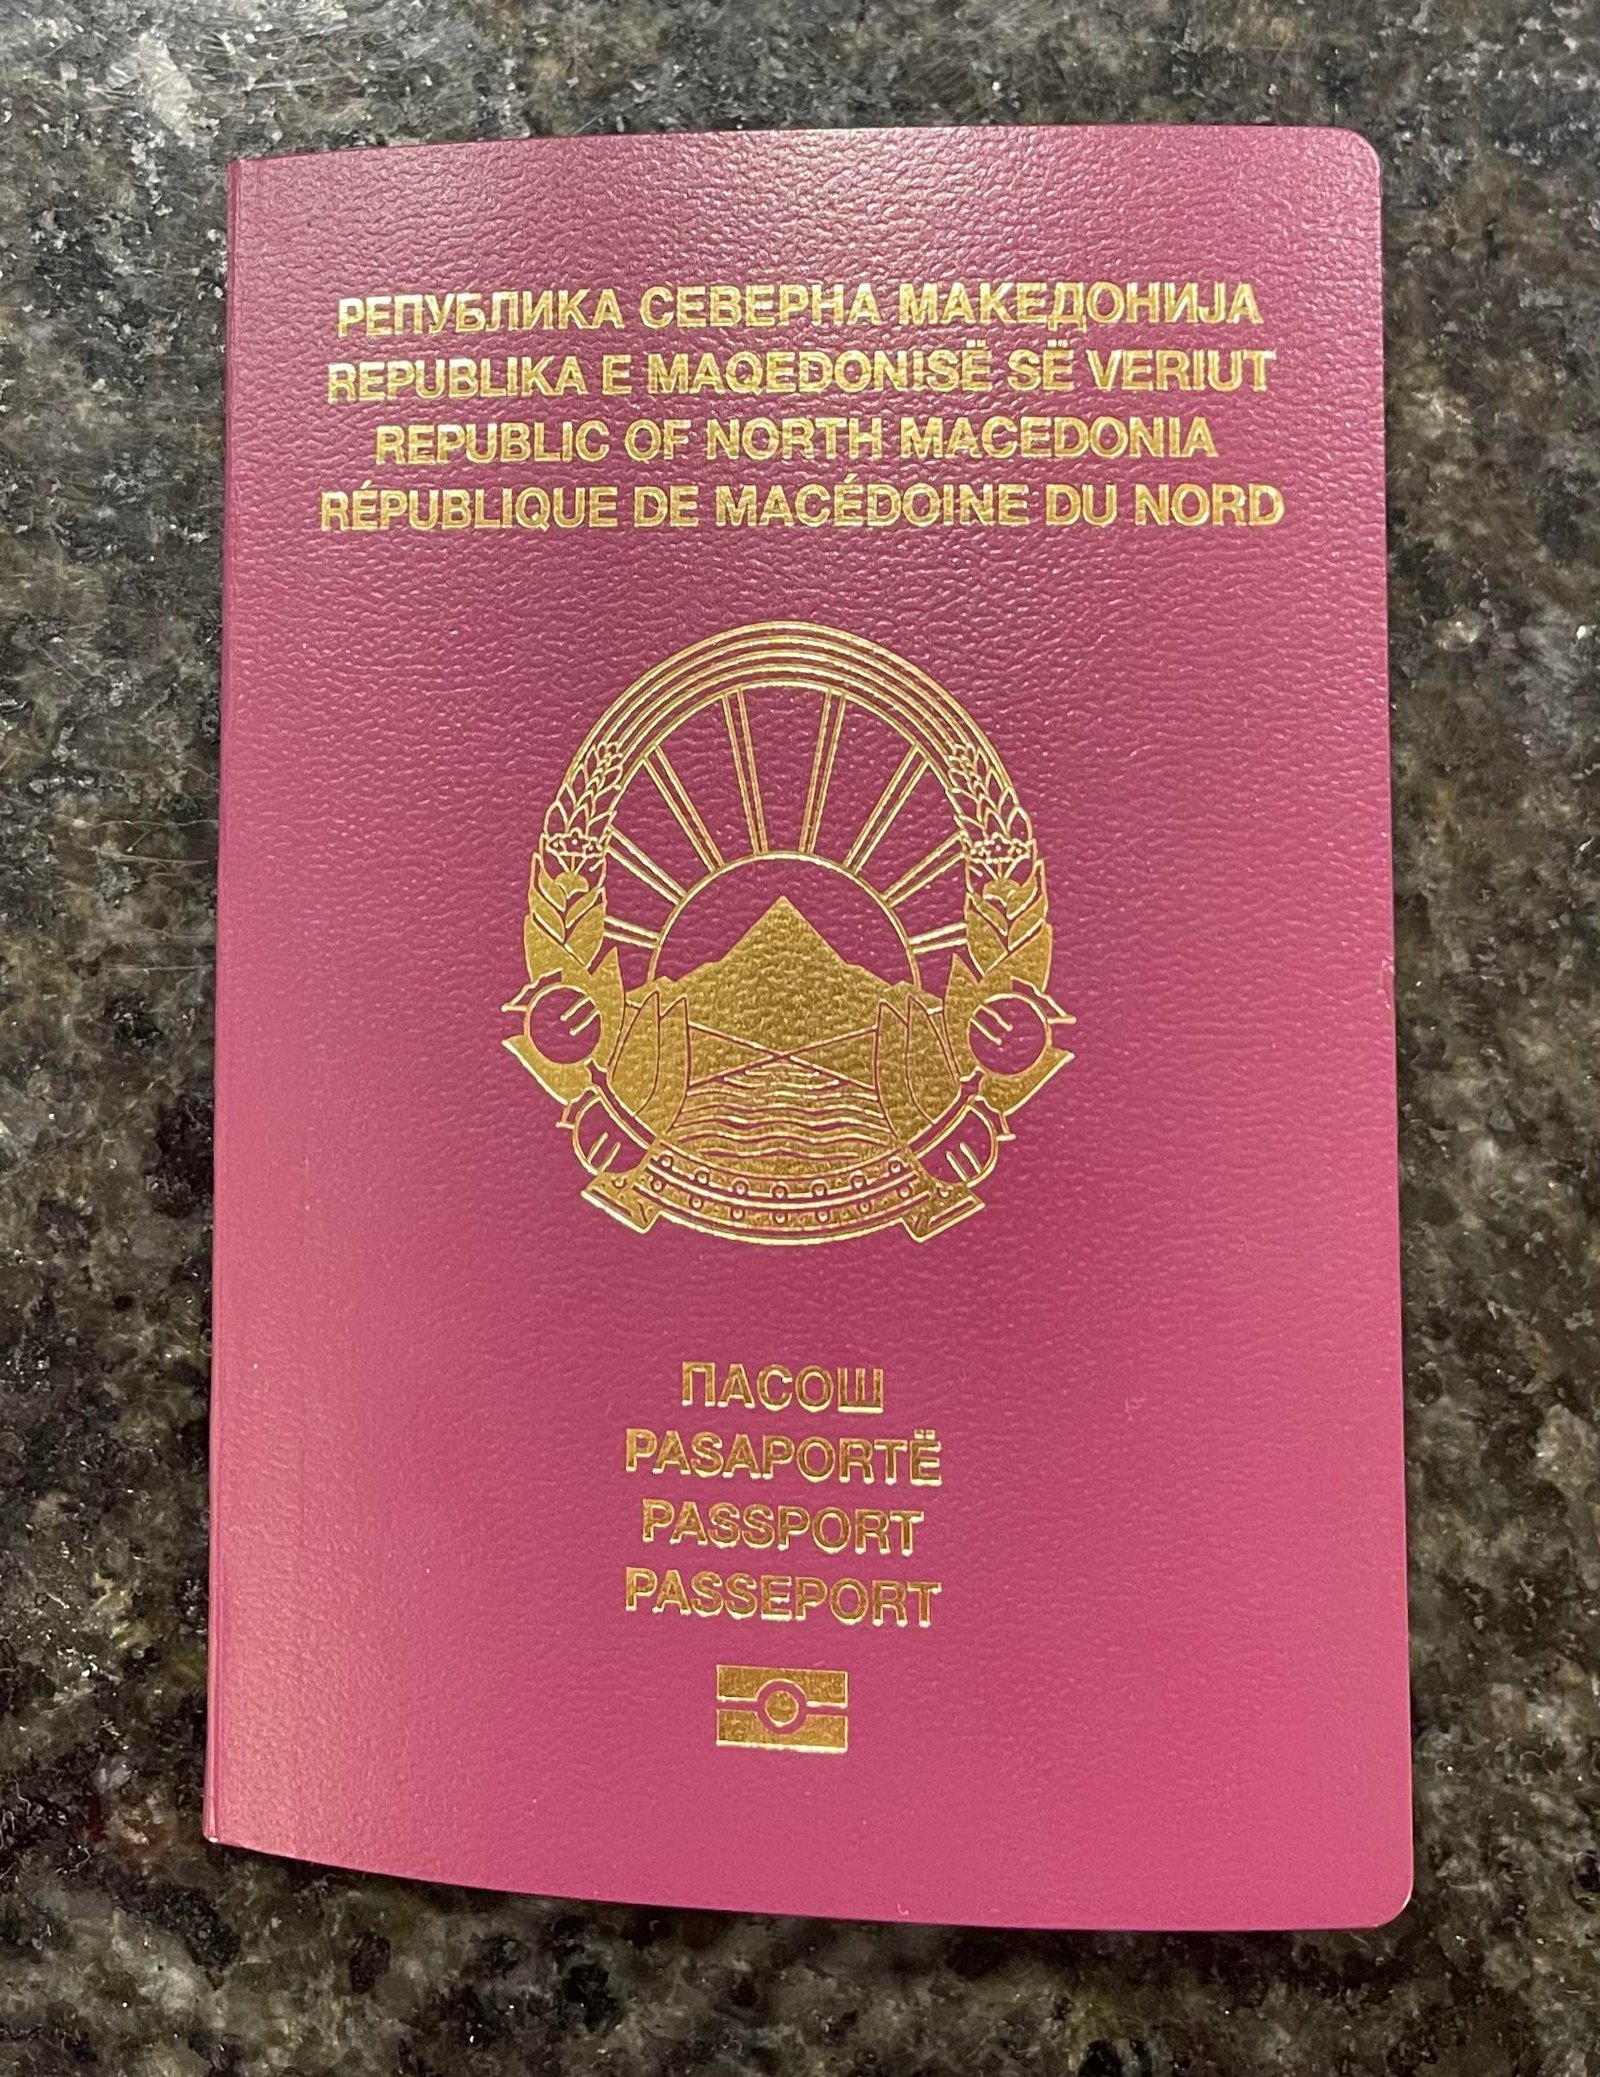 РЕПУБЛИКА СЕВЕРНА МАКЕДОНИЈА
REPUBLIKA E MAQEDONISË SË VERIUT
REPUBLIC OF NORTH MACEDONIA
RÉPUBLIQUE DE MACÉDOINE DU NORD
ПАСОШ
PASAPORTË
PASSPORT
PASSEPORT